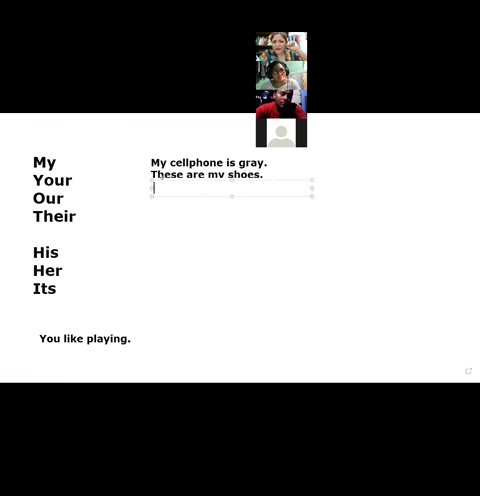 My
Your
Our
Their
His
Her
Its
My cellphone is gray.
These are my shoes.
You like playing.